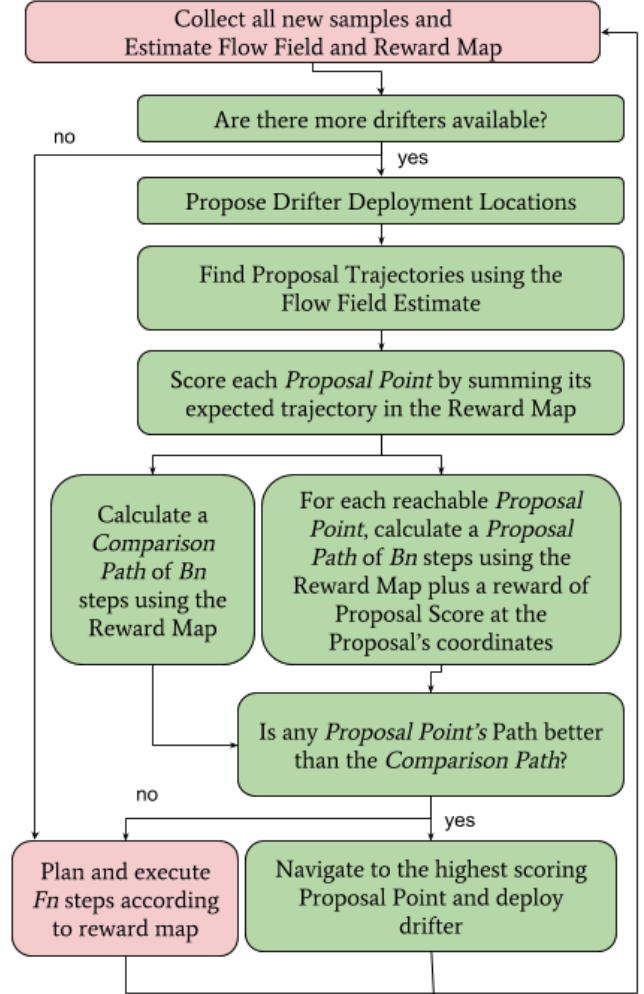 Collect all new samples and
Estimate Flow Field and Reward Map
Are there more drifters available?
no
yes
Propose Drifter Deployment Locations
Find Proposal Trajectories using the
Flow Field Estimate
Score each Proposal Point by summing its
expected trajectory in the Reward Map
Calculate a
Comparison
Path of Bn
steps using the
Reward Map
For each reachable Proposal
Point, calculate a Proposal
Path of Bn steps using the
Reward Map plus a reward of
Proposal Score at the
Proposal's coordinates
Is any Proposal Point's Path better
than the Comparison Path?
no
yes
Plan and execute
Fn steps according
to reward map
Navigate to the highest scoring
Proposal Point and deploy
drifter